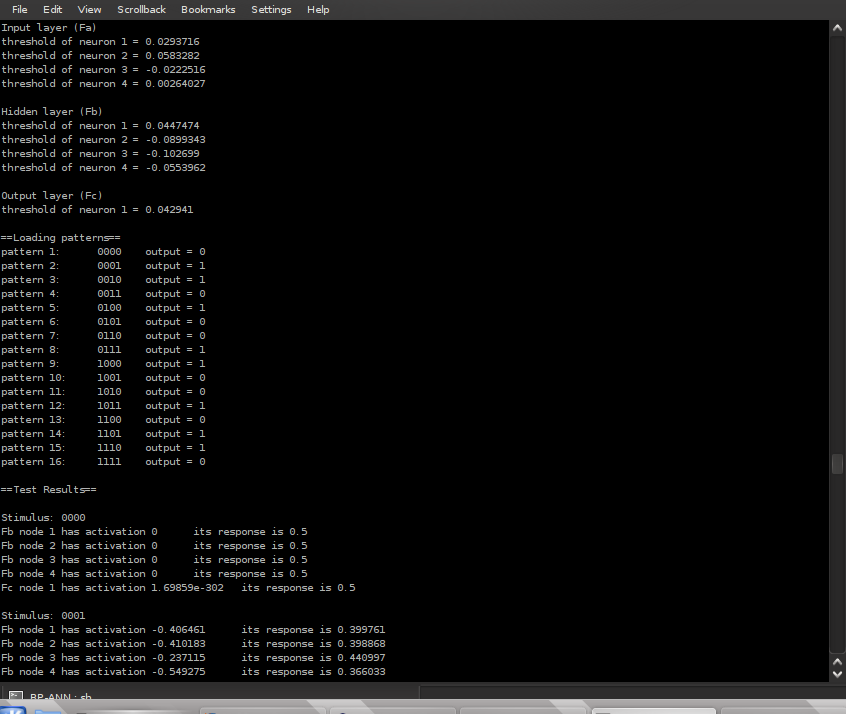 File Edit View Scrollback Bookmarks Settings Help
Input layer (Fa)
threshold of neuron 1 = 0.0293716
threshold of neuron 2 = 0.0583282
threshold of neuron 3 = -0.0222516
threshold of neuron 4 = 0.00264027
Hidden layer (Fb)
threshold of neuron 1 = 0.0447474
threshold of neuron 2 = -0.0899343
threshold of neuron 3 = -0.102699
threshold of neuron 4 = -0.0553962
Output layer (Fc)
threshold of neuron 1 = 0.042941
==Loading patterns==
pattern 1: 0000 output = 0
pattern 2: 0001 output = 1
pattern 3: 0010 output = 1
pattern 4: 0011 output = 0
pattern 5: 0100 output = 1
pattern 6: 0101 output = 0
pattern 7: 0110 output = 0
pattern 8: 0111 output = 1
pattern 9: 1000 output = 1
pattern 10: 1001 output = 0
pattern 11: 1010 output = 0
pattern 12: 1011 output = 1
pattern 13: 1100 output = 0
pattern 14: 1101 output = 1
pattern 15: 1110 output = 1
pattern 16: 1111 output = 0
==Test Results==
Stimulus: 0000
Fb node 1 has activation 0 its response is 0.5
Fb node 2 has activation 0 its response is 0.5
Fb node 3 has activation 0 its response is 0.5
Fb node 4 has activation 0 its response is 0.5
Fc node 1 has activation 1.69859e-302 its response is 0.5
Stimulus: 0001
Fb node 1 has activation -0.406461 its response is 0.399761
Fb node 2 has activation -0.410183 its response is 0.398868
Fb node 3 has activation -0.237115 its response is 0.440997
Fb node 4 has activation -0.549275 its response is 0.366033
BP-ANN : sh